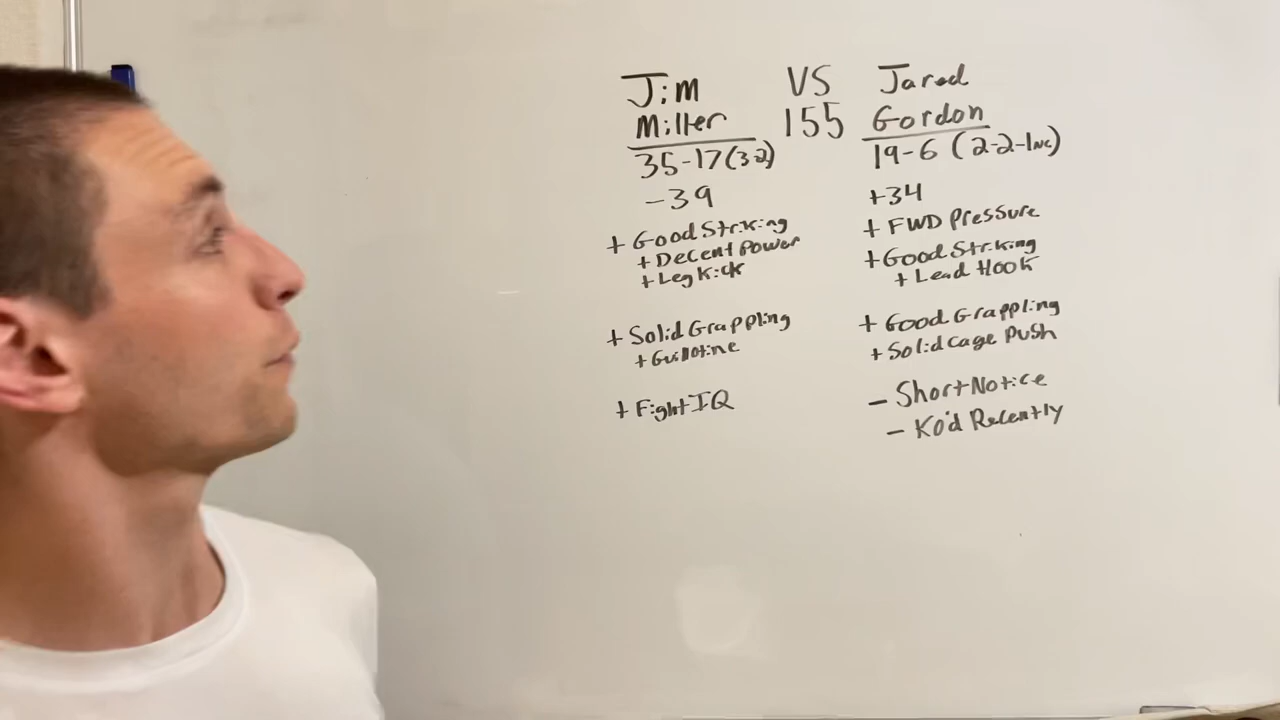 Jim VS Jared
Miller 155 Gordon
35-17(3-2) 19-6 (2-2-1NC)
-39 +34
+ Good Striking
+ Decent Power
+ Leg Kick
+ Solid Grappling
+ Guillotine
+ Fight IQ
+ FWD Pressure
+ Good Striking
+ Lead Hook
+ Good Grappling
+ Solid Cage Push
- Short Notice
- KO'd Recently